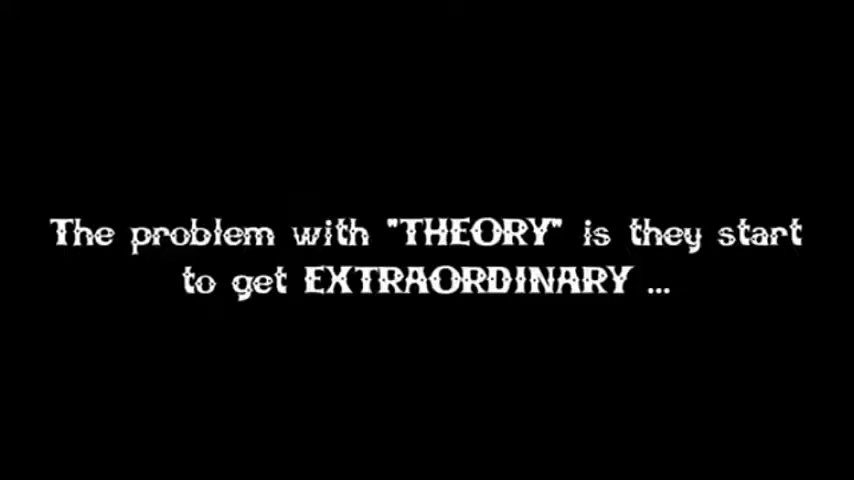 The problem with "THEORY" is they start
to get EXTRAORDINARY ...